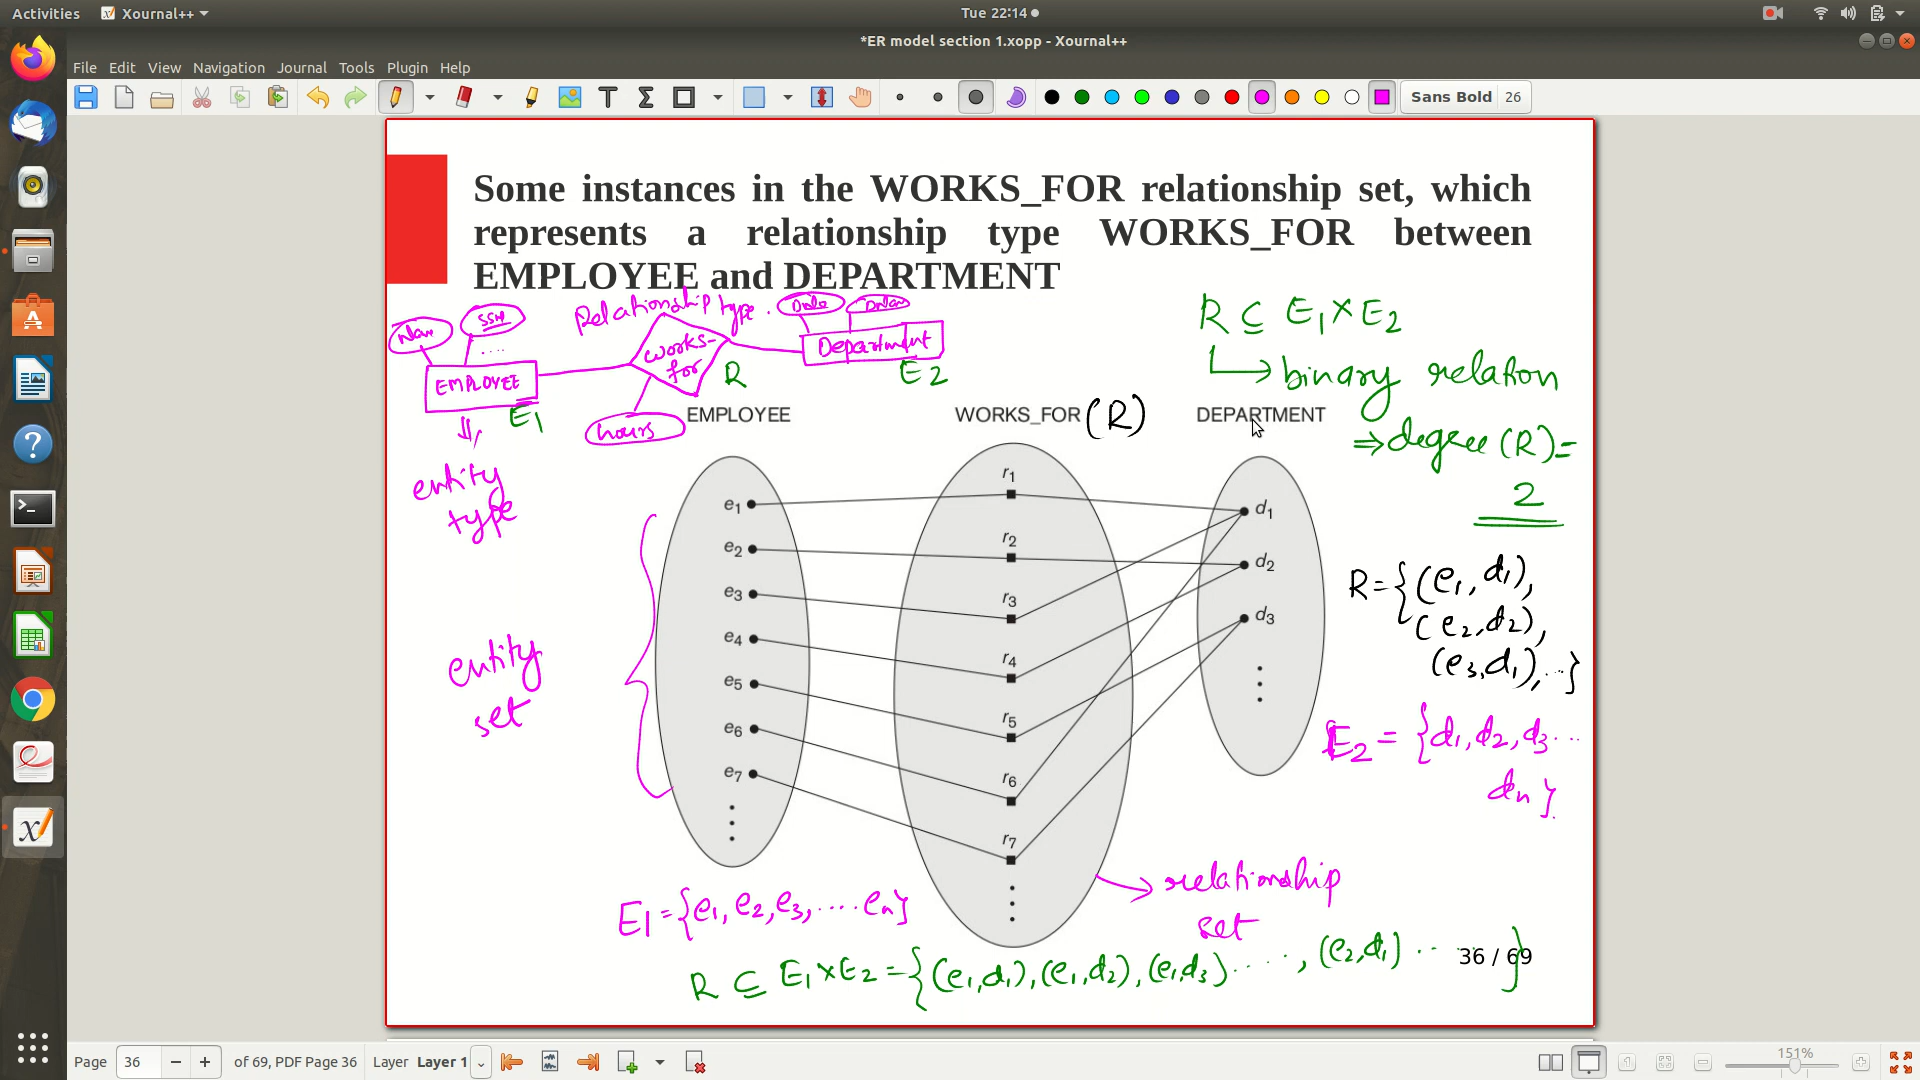 Activities Xournal++ Tue 22:14
*ER model section 1.xopp - Xournal++
File Edit View Navigation Journal Tools Plugin Help
Sans Bold 26
Some instances in the WORKS_FOR relationship set, which
represents a relationship type WORKS_FOR between
EMPLOYEE and DEPARTMENT
Relationship type.
SSN
....
EMPLOYEE
E1
works-
for
R
Department
E2
hours
entity
type
R ⊆ E1 × E2
binary relation
⇒ degree (R) =
2
EMPLOYEE WORKS_FOR (R) DEPARTMENT
e1 r1 d1
e2 r2 d2
e3 r3 d3
e4 r4
e5 r5
e6 r6
e7 r7
entity
set
R = {(e1, d1),
(e2, d2),
(e3, d1), ...}
E2 = {d1, d2, d3 ...
dn}
relationship
set
E1 = {e1, e2, e3, .... en}
R ⊆ E1 × E2 = {(e1, d1), (e1, d2), (e1, d3) ....., (e2, d1) ... }
36 / 69
Page 36 of 69, PDF Page 36 Layer Layer 1 151%